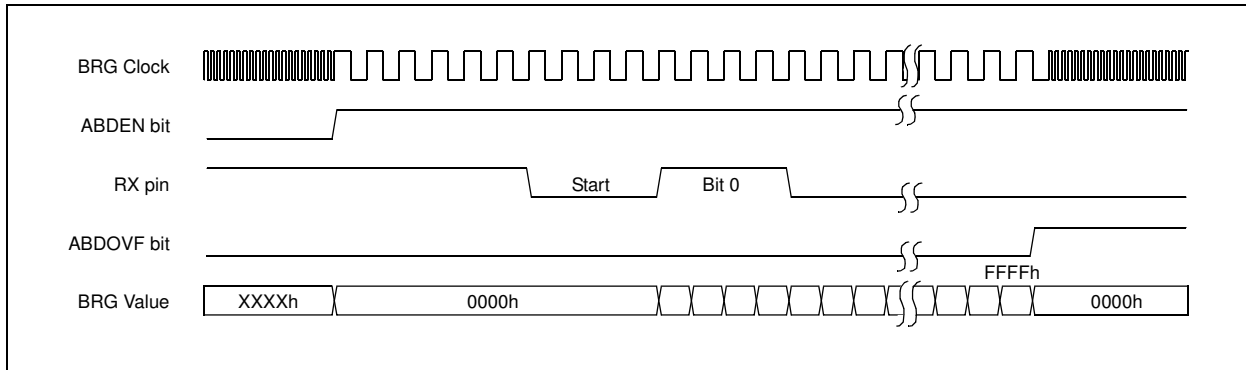 BRG Clock
ABDEN bit
RX pin
Start
Bit 0
ABDOVF bit
FFFFh
BRG Value
XXXXh
0000h
0000h